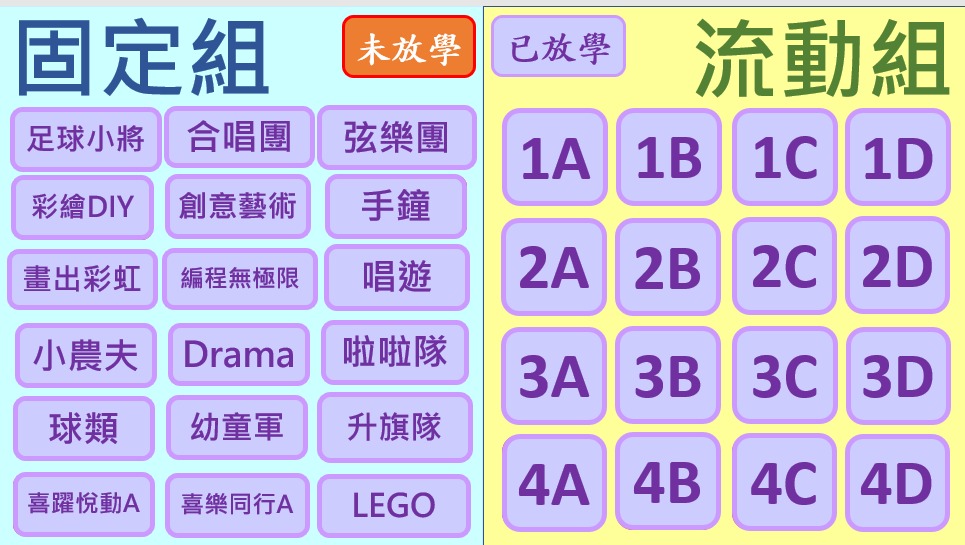 固定組 未放學
足球小將 合唱團 弦樂團
彩繪DIY 創意藝術 手鐘
畫出彩虹 編程無極限 唱遊
小農夫 Drama 啦啦隊
球類 幼童軍 升旗隊
喜躍悅動A 喜樂同行A LEGO
已放學 流動組
1A 1B 1C 1D
2A 2B 2C 2D
3A 3B 3C 3D
4A 4B 4C 4D